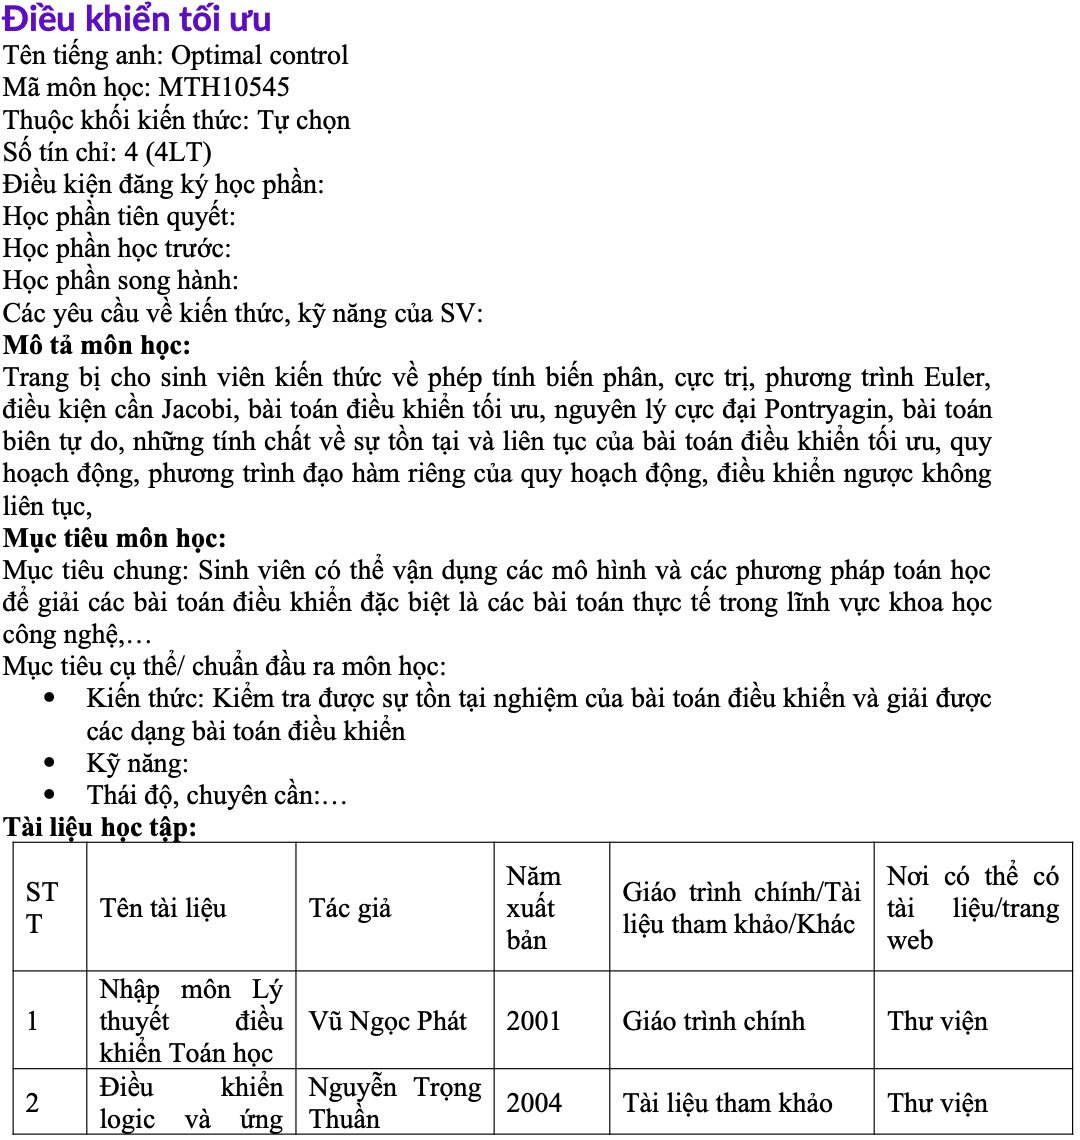 Điều khiển tối ưu
Tên tiếng anh: Optimal control
Mã môn học: MTH10545
Thuộc khối kiến thức: Tự chọn
Số tín chỉ: 4 (4LT)
Điều kiện đăng ký học phần:
Học phần tiên quyết:
Học phần học trước:
Học phần song hành:
Các yêu cầu về kiến thức, kỹ năng của SV:
Mô tả môn học:
Trang bị cho sinh viên kiến thức về phép tính biến phân, cực trị, phương trình Euler,
điều kiện cần Jacobi, bài toán điều khiển tối ưu, nguyên lý cực đại Pontryagin, bài toán
biên tự do, những tính chất về sự tồn tại và liên tục của bài toán điều khiển tối ưu, quy
hoạch động, phương trình đạo hàm riêng của quy hoạch động, điều khiển ngược không
liên tục,
Mục tiêu môn học:
Mục tiêu chung: Sinh viên có thể vận dụng các mô hình và các phương pháp toán học
để giải các bài toán điều khiển đặc biệt là các bài toán thực tế trong lĩnh vực khoa học
công nghệ,…
Mục tiêu cụ thể/ chuẩn đầu ra môn học:
• Kiến thức: Kiểm tra được sự tồn tại nghiệm của bài toán điều khiển và giải được
các dạng bài toán điều khiển
• Kỹ năng:
• Thái độ, chuyên cần:…
Tài liệu học tập:
ST
T
Tên tài liệu
Tác giả
Năm
xuất
bản
Giáo trình chính/Tài
liệu tham khảo/Khác
Nơi có thể có
tài liệu/trang
web
1
Nhập môn Lý
thuyết điều
khiển Toán học
Vũ Ngọc Phát
2001
Giáo trình chính
Thư viện
2
Điều khiển
logic và ứng
Nguyễn Trọng
Thuần
2004
Tài liệu tham khảo
Thư viện